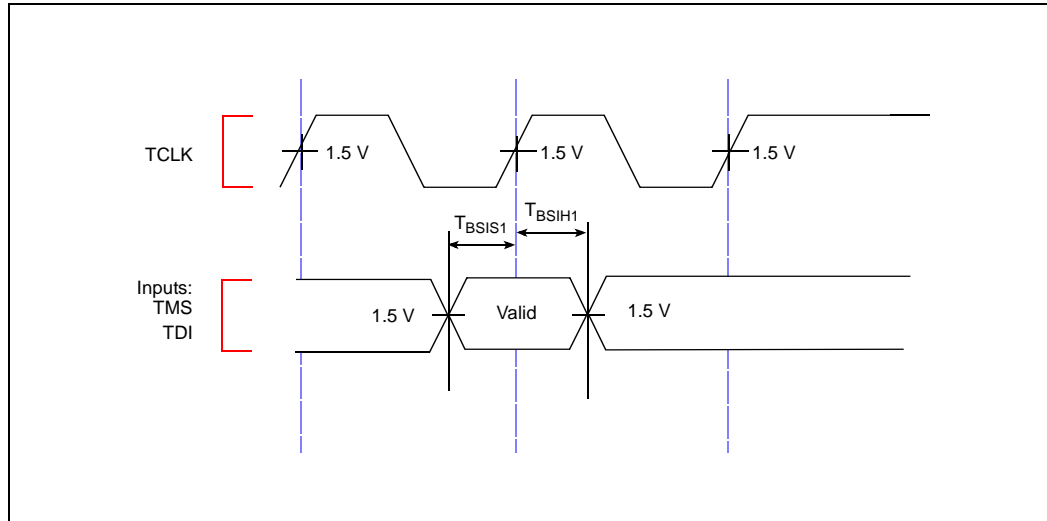 TCLK
1.5 V
1.5 V
1.5 V
TBSIS1
TBSIH1
Inputs:
TMS
TDI
1.5 V
Valid
1.5 V